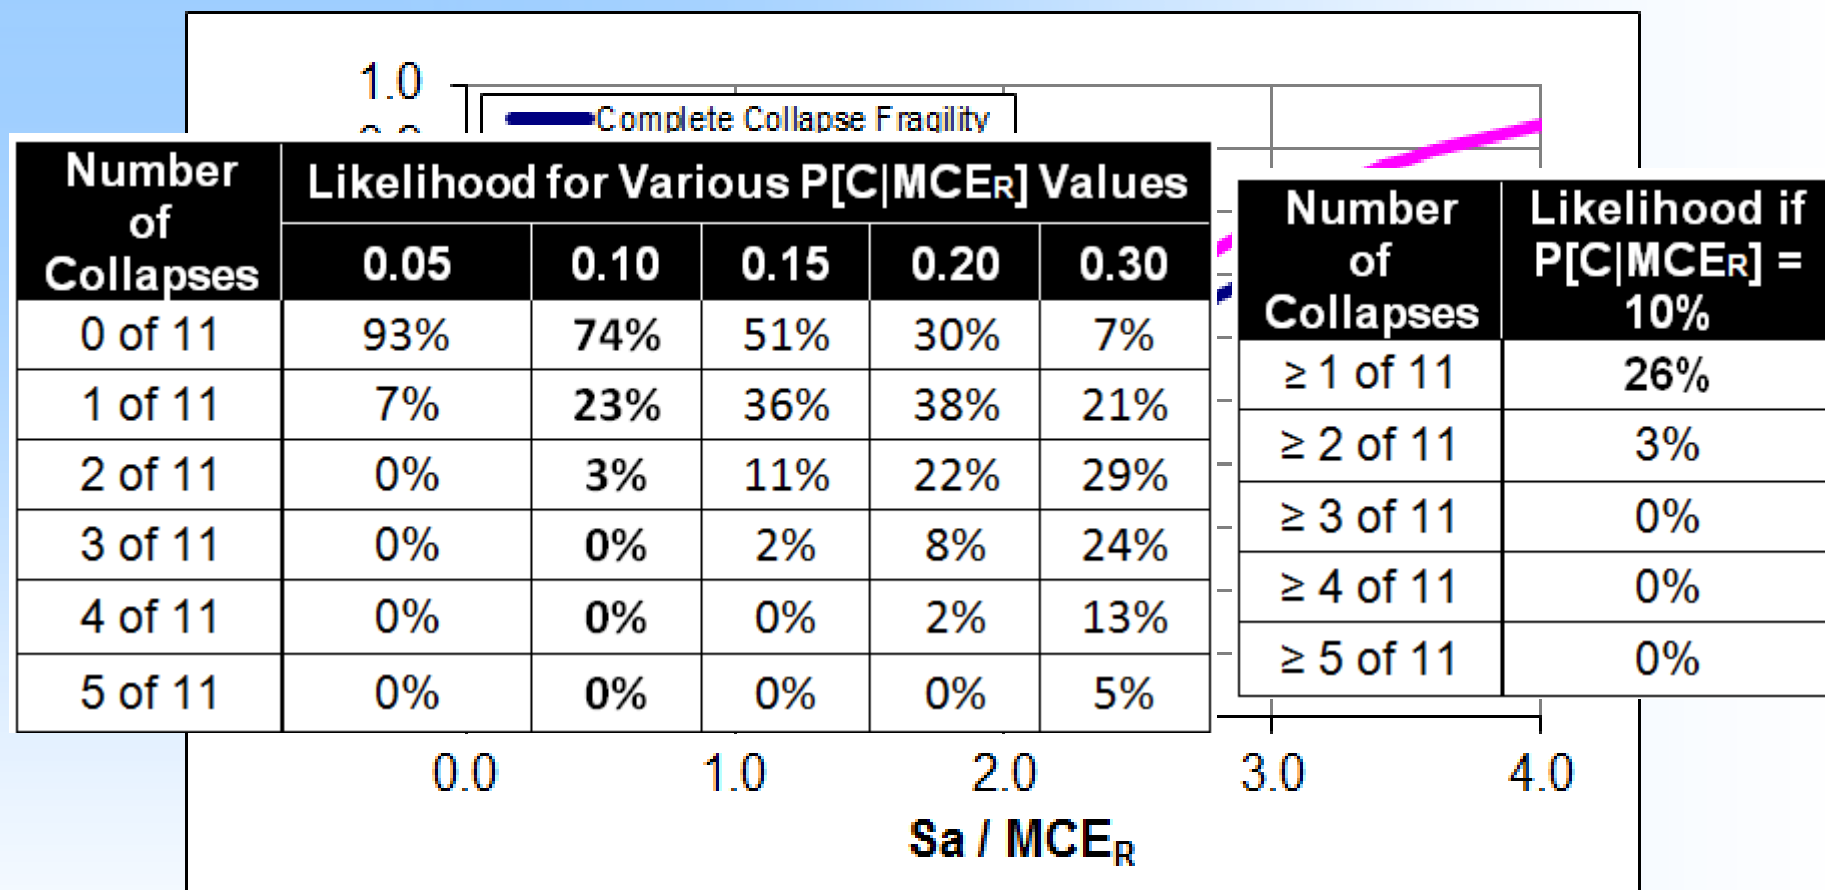 1.0
Complete Collapse Fragility
Number of Collapses
Likelihood for Various P[C|MCER] Values
0.05 0.10 0.15 0.20 0.30
0 of 11 93% 74% 51% 30% 7%
1 of 11 7% 23% 36% 38% 21%
2 of 11 0% 3% 11% 22% 29%
3 of 11 0% 0% 2% 8% 24%
4 of 11 0% 0% 0% 2% 13%
5 of 11 0% 0% 0% 0% 5%
Number of Collapses
Likelihood if P[C|MCER] = 10%
≥ 1 of 11 26%
≥ 2 of 11 3%
≥ 3 of 11 0%
≥ 4 of 11 0%
≥ 5 of 11 0%
0.0 1.0 2.0 3.0 4.0
Sa / MCER